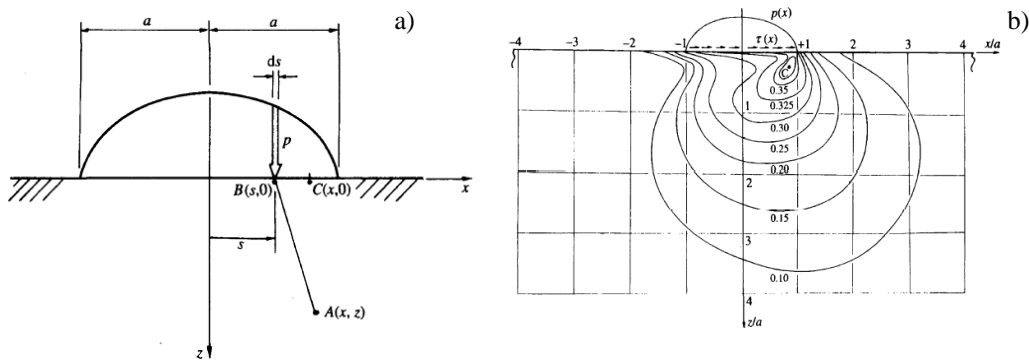 a)
a a
ds
p
B(s,0) C(x,0) x
s
A(x, z)
z
b)
p(x)
−4 −3 −2 −1 τ(x) +1 2 3 4 x/a
0.35
1 0.325
0.30
0.25
0.20
2
0.15
3
0.10
4
z/a